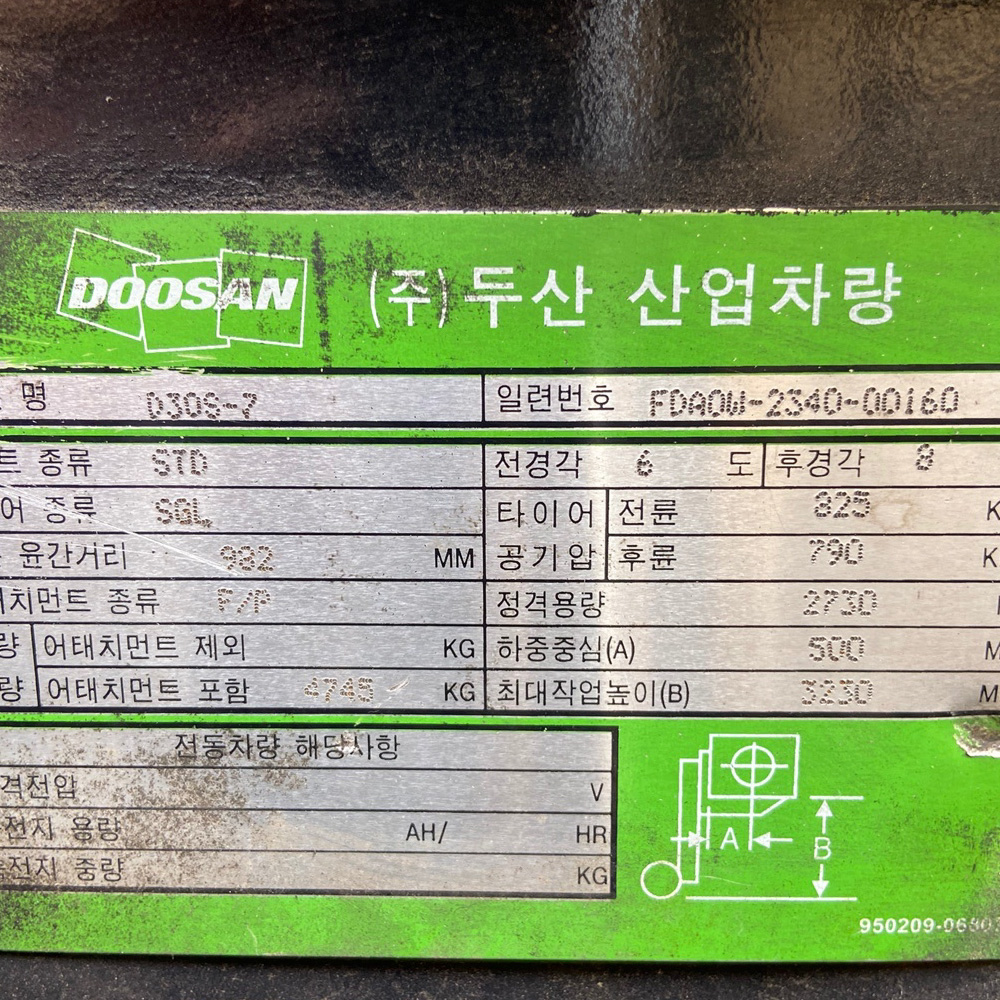 DOOSAN (주)두산 산업차량
명 D30S-7 일련번호 FDA0W-2340-00160
트 종류 STD 전경각 6 도 후경각 8
어 종류 SGL 타이어 전륜 825 K
윤간거리 982 MM 공기압 후륜 790 K
치먼트 종류 F/P 정격용량 2730
량 어태치먼트 제외 KG 하중중심(A) 500 M
량 어태치먼트 포함 4745 KG 최대작업높이(B) 3230 M
전동차량 해당사항
격전압 V
전지 용량 AH/ HR
전지 중량 KG
A
B